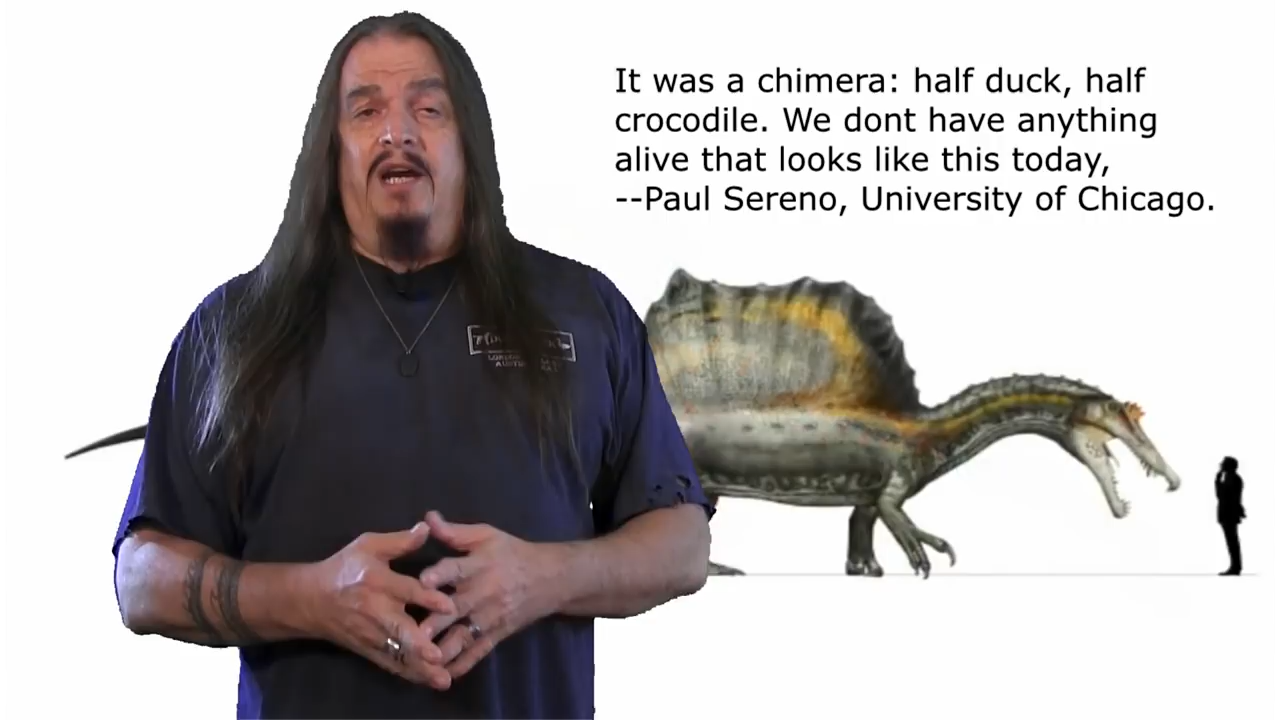 It was a chimera: half duck, half
crocodile. We dont have anything
alive that looks like this today,
--Paul Sereno, University of Chicago.